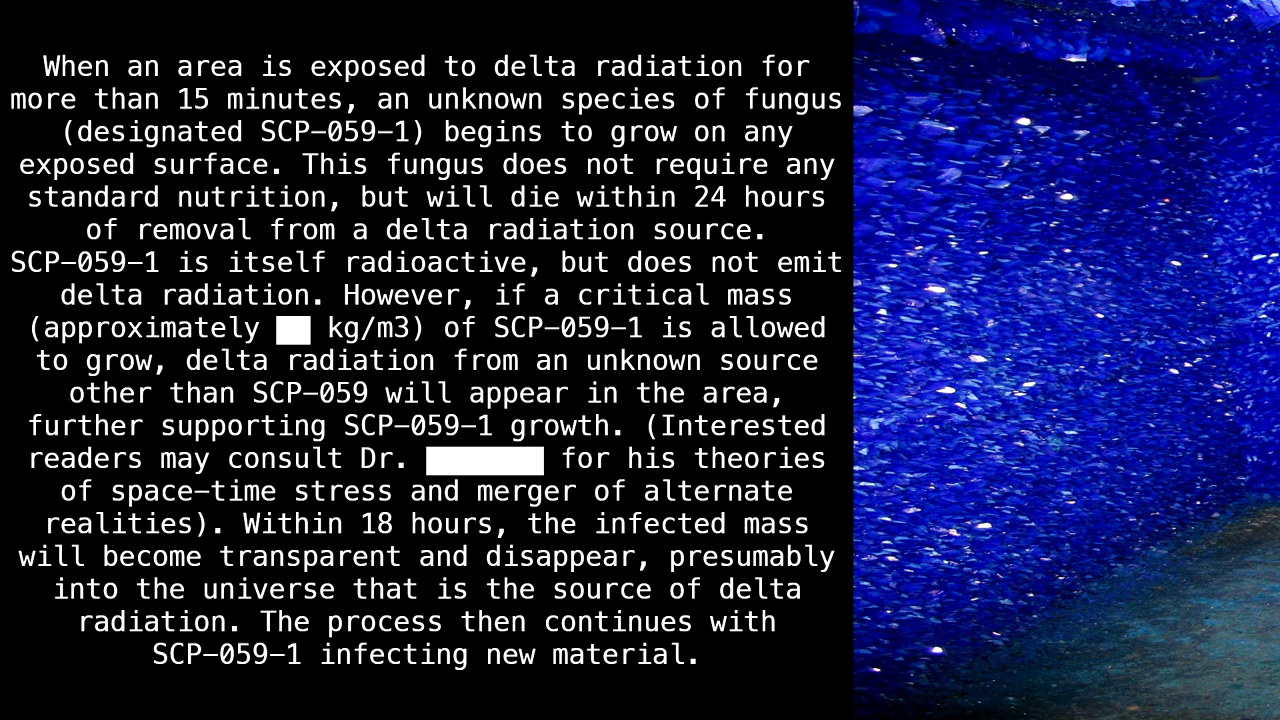 When an area is exposed to delta radiation for
more than 15 minutes, an unknown species of fungus
(designated SCP-059-1) begins to grow on any
exposed surface. This fungus does not require any
standard nutrition, but will die within 24 hours
of removal from a delta radiation source.
SCP-059-1 is itself radioactive, but does not emit
delta radiation. However, if a critical mass
(approximately ██ kg/m3) of SCP-059-1 is allowed
to grow, delta radiation from an unknown source
other than SCP-059 will appear in the area,
further supporting SCP-059-1 growth. (Interested
readers may consult Dr. ███████ for his theories
of space-time stress and merger of alternate
realities). Within 18 hours, the infected mass
will become transparent and disappear, presumably
into the universe that is the source of delta
radiation. The process then continues with
SCP-059-1 infecting new material.